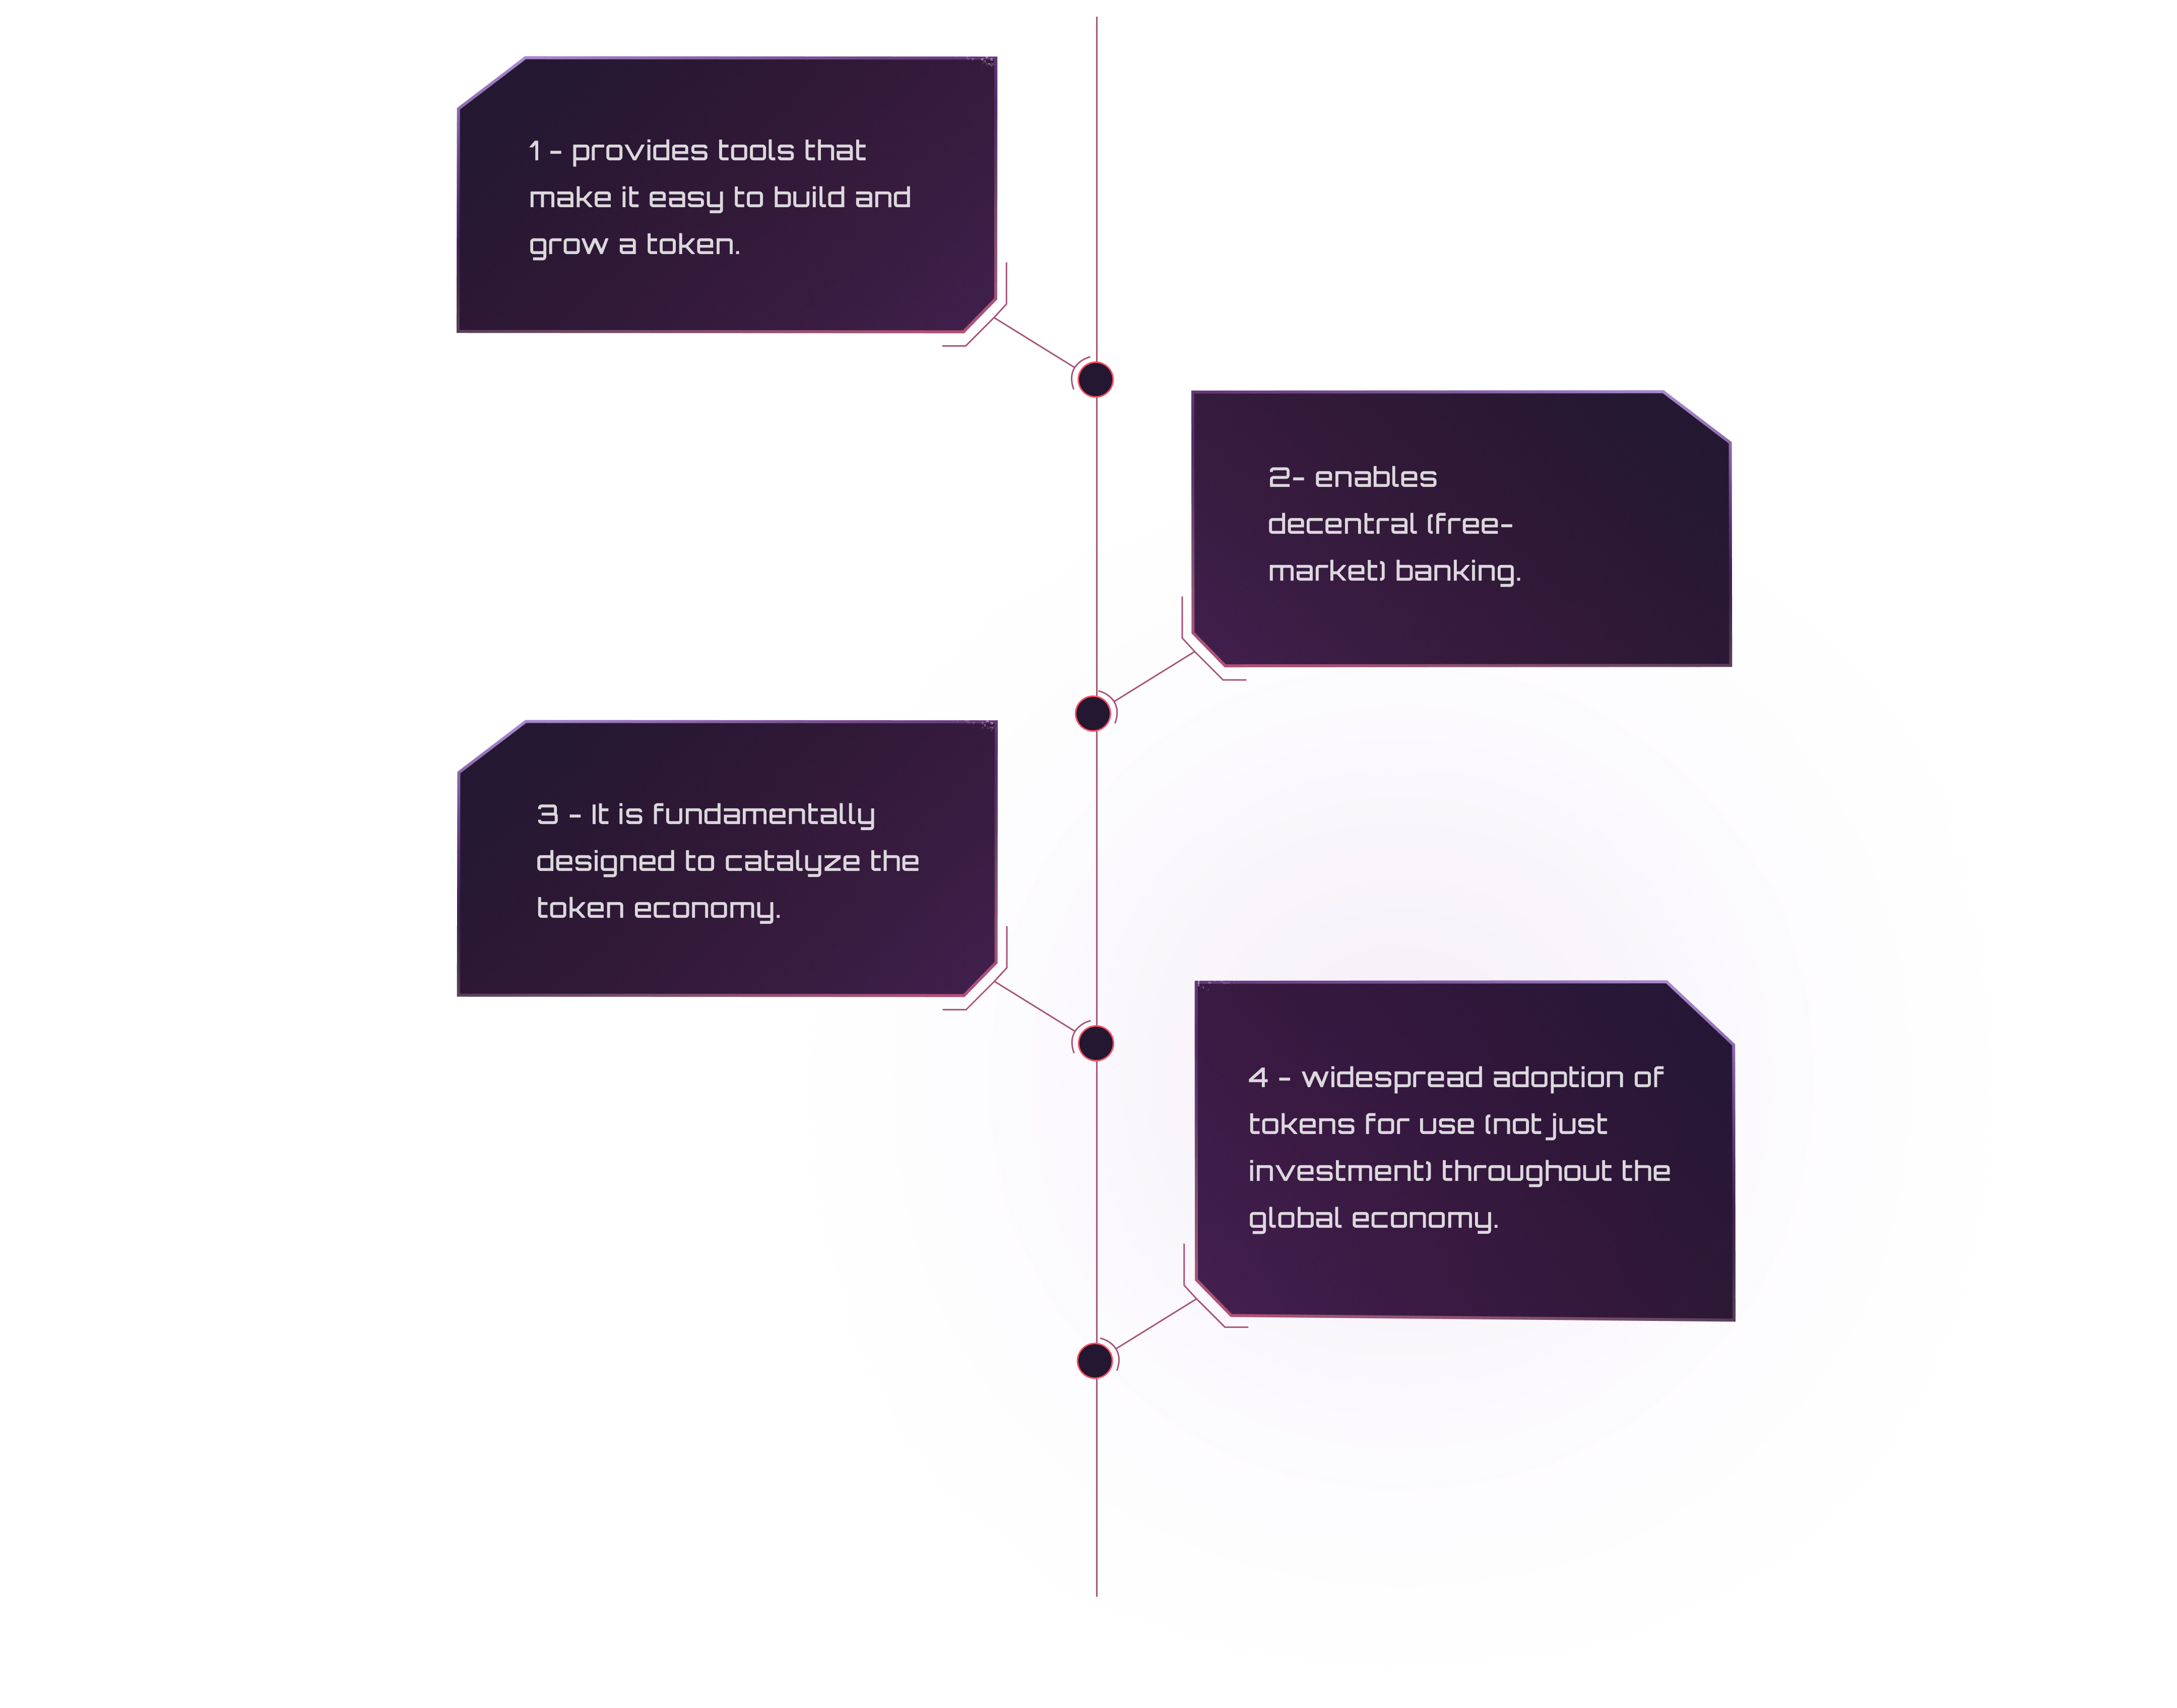 1 - provides tools that
make it easy to build and
grow a token.
2- enables
decentral (free-
market) banking.
3 - It is fundamentally
designed to catalyze the
token economy.
4 - widespread adoption of
tokens for use (not just
investment) throughout the
global economy.